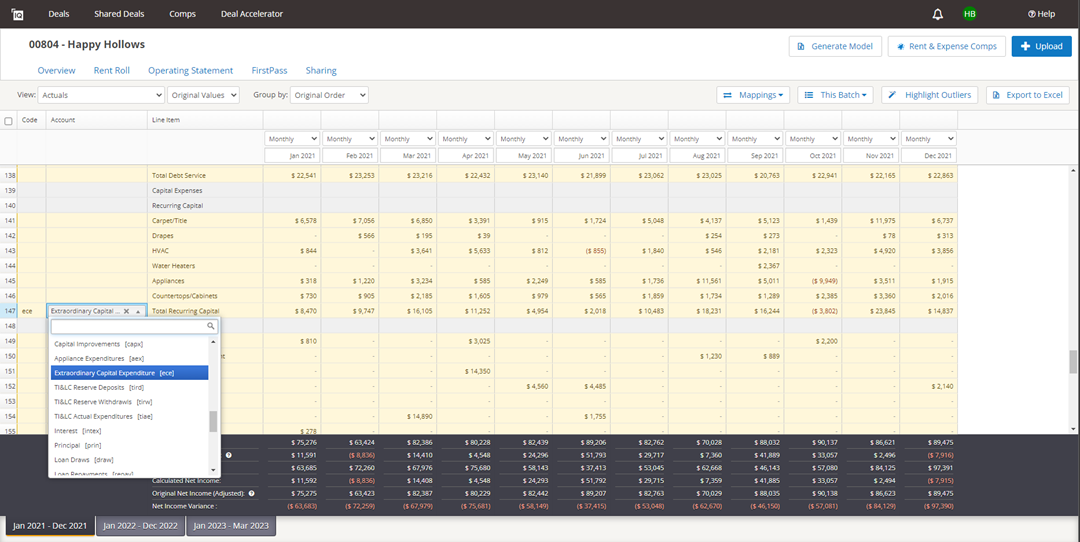 IQ Deals Shared Deals Comps Deal Accelerator HB Help
00804 - Happy Hollows Generate Model Rent & Expense Comps Upload
Overview Rent Roll Operating Statement FirstPass Sharing
View: Actuals Original Values Group by: Original Order Mappings This Batch Highlight Outliers Export to Excel
Code Account Line Item
Monthly Monthly Monthly Monthly Monthly Monthly Monthly Monthly Monthly Monthly Monthly Monthly
Jan 2021 Feb 2021 Mar 2021 Apr 2021 May 2021 Jun 2021 Jul 2021 Aug 2021 Sep 2021 Oct 2021 Nov 2021 Dec 2021
138 Total Debt Service $ 22,541 $ 23,253 $ 23,216 $ 22,432 $ 23,140 $ 21,899 $ 23,062 $ 23,025 $ 20,763 $ 22,941 $ 22,165 $ 22,863
139 Capital Expenses
140 Recurring Capital
141 Carpet/Title $ 6,578 $ 7,056 $ 6,850 $ 3,391 $ 915 $ 1,724 $ 5,048 $ 4,137 $ 5,123 $ 1,439 $ 11,975 $ 6,737
142 Drapes - $ 566 $ 195 $ 39 - - - $ 254 $ 273 - $ 78 $ 313
143 HVAC $ 844 - $ 3,641 $ 5,633 $ 812 ($ 855) $ 1,840 $ 546 $ 2,181 $ 2,323 $ 4,920 $ 3,856
144 Water Heaters - - - - - - - - $ 2,367 - - -
145 Appliances $ 318 $ 1,220 $ 3,234 $ 585 $ 2,249 $ 585 $ 1,736 $ 11,561 $ 5,011 ($ 9,949) $ 3,511 $ 1,915
146 Countertops/Cabinets $ 730 $ 905 $ 2,185 $ 1,605 $ 979 $ 565 $ 1,859 $ 1,734 $ 1,289 $ 2,385 $ 3,360 $ 2,016
147 ece Extraordinary Capital ... Total Recurring Capital $ 8,470 $ 9,747 $ 16,105 $ 11,252 $ 4,954 $ 2,018 $ 10,483 $ 18,231 $ 16,244 ($ 3,802) $ 23,845 $ 14,837
148
149 Capital Improvements [capx] $ 810 - - $ 3,025 - - - - - $ 2,200 - -
150 Appliance Expenditures [aex] nt - - - - - - - $ 1,230 $ 889 - - -
151 Extraordinary Capital Expenditure [ece] - - - $ 14,350 - - - - - - - -
152 TI&LC Reserve Deposits [tird] - - - - $ 4,560 $ 4,485 - - - - - $ 2,140
153 TI&LC Reserve Withdrawls [tirw] - - - - - - - - - - - -
154 TI&LC Actual Expenditures [tiae] - - $ 14,890 - - $ 1,755 - - - - - -
155 Interest [intex] $ 278 - - - - - - - - - - -
Principal [prin] $ 75,276 $ 63,424 $ 82,386 $ 80,228 $ 82,439 $ 89,206 $ 82,762 $ 70,028 $ 88,032 $ 90,137 $ 86,621 $ 89,475
Loan Draws [draw] $ 11,591 ($ 8,836) $ 14,410 $ 4,548 $ 24,296 $ 51,793 $ 29,717 $ 7,360 $ 41,889 $ 33,057 $ 2,496 ($ 7,916)
Loan Repayments [repay] $ 63,685 $ 72,260 $ 67,976 $ 75,680 $ 58,143 $ 37,413 $ 53,045 $ 62,668 $ 46,143 $ 57,080 $ 84,125 $ 97,391
Calculated Net Income: $ 11,592 ($ 8,836) $ 14,408 $ 4,548 $ 24,293 $ 51,792 $ 29,715 $ 7,359 $ 41,885 $ 33,057 $ 2,494 ($ 7,915)
Original Net Income (Adjusted): $ 75,275 $ 63,423 $ 82,387 $ 80,229 $ 82,442 $ 89,207 $ 82,763 $ 70,029 $ 88,035 $ 90,138 $ 86,623 $ 89,475
Net Income Variance : ($ 63,683) ($ 72,259) ($ 67,979) ($ 75,681) ($ 58,149) ($ 37,415) ($ 53,048) ($ 62,670) ($ 46,150) ($ 57,081) ($ 84,129) ($ 97,390)
Jan 2021 - Dec 2021 Jan 2022 - Dec 2022 Jan 2023 - Mar 2023